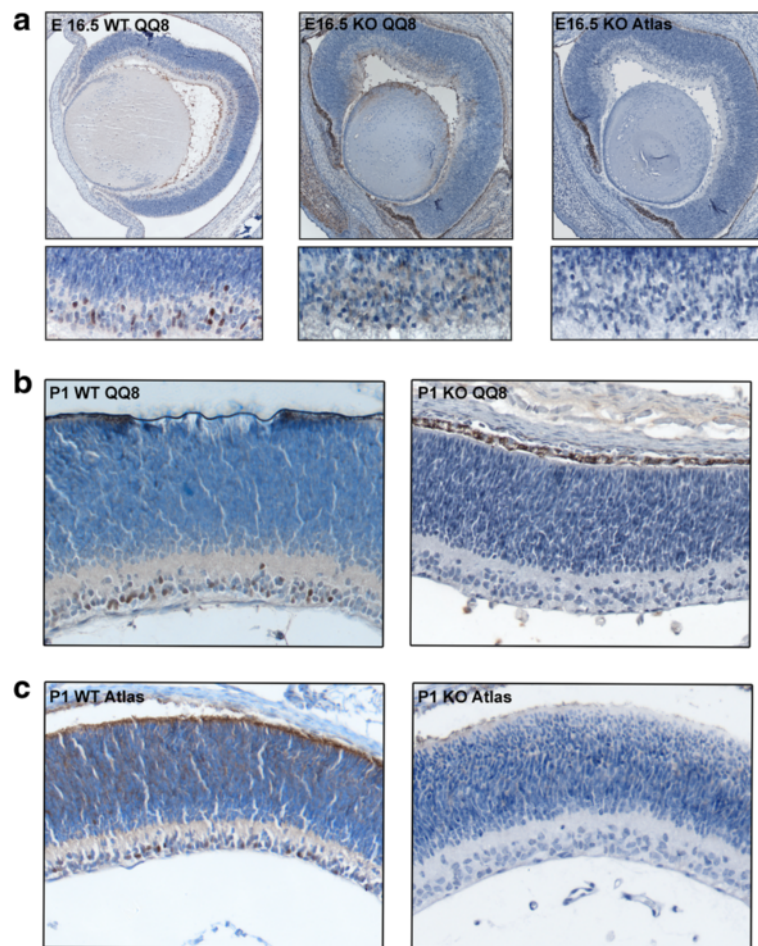 a
E 16.5 WT QQ8
E16.5 KO QQ8
E16.5 KO Atlas
b
P1 WT QQ8
P1 KO QQ8
c
P1 WT Atlas
P1 KO Atlas